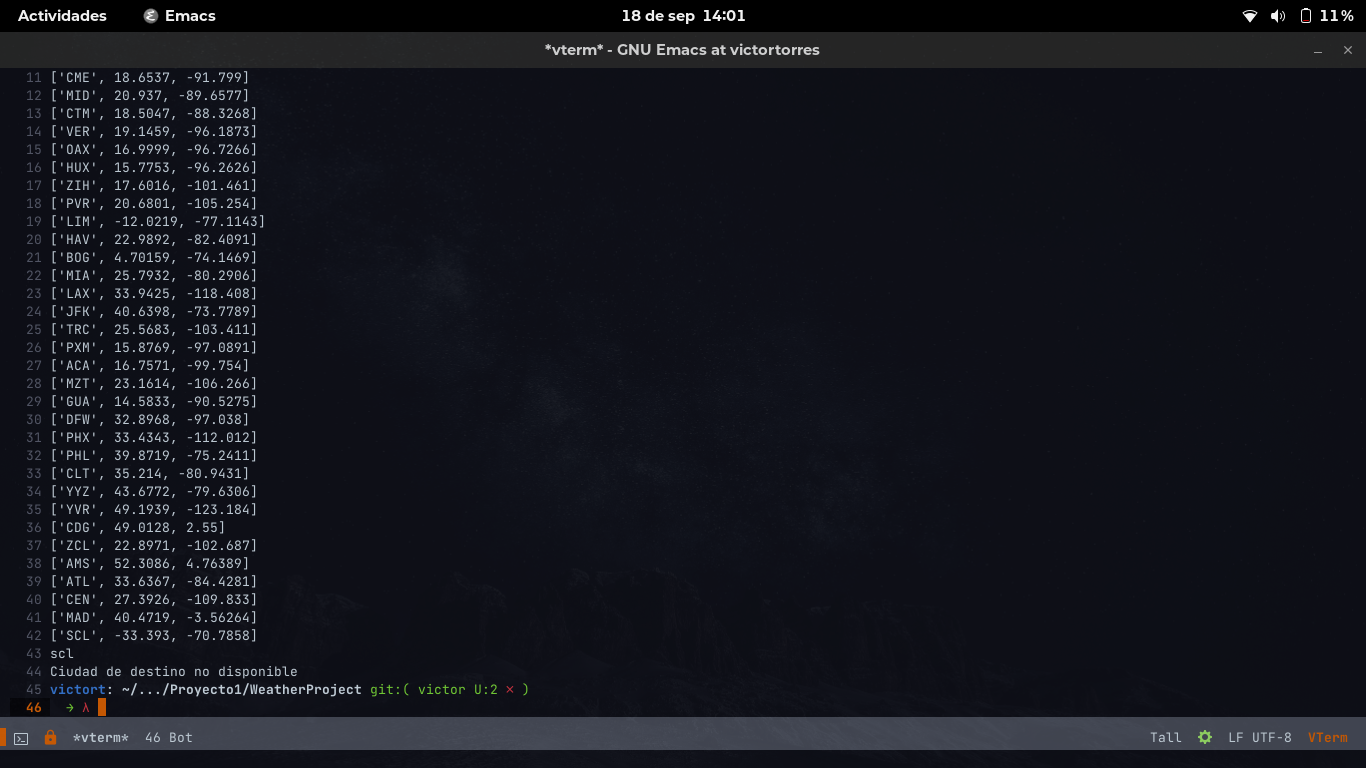 Actividades Emacs 18 de sep 14:01 11%
*vterm* - GNU Emacs at victortorres
11 ['CME', 18.6537, -91.799]
12 ['MID', 20.937, -89.6577]
13 ['CTM', 18.5047, -88.3268]
14 ['VER', 19.1459, -96.1873]
15 ['OAX', 16.9999, -96.7266]
16 ['HUX', 15.7753, -96.2626]
17 ['ZIH', 17.6016, -101.461]
18 ['PVR', 20.6801, -105.254]
19 ['LIM', -12.0219, -77.1143]
20 ['HAV', 22.9892, -82.4091]
21 ['BOG', 4.70159, -74.1469]
22 ['MIA', 25.7932, -80.2906]
23 ['LAX', 33.9425, -118.408]
24 ['JFK', 40.6398, -73.7789]
25 ['TRC', 25.5683, -103.411]
26 ['PXM', 15.8769, -97.0891]
27 ['ACA', 16.7571, -99.754]
28 ['MZT', 23.1614, -106.266]
29 ['GUA', 14.5833, -90.5275]
30 ['DFW', 32.8968, -97.038]
31 ['PHX', 33.4343, -112.012]
32 ['PHL', 39.8719, -75.2411]
33 ['CLT', 35.214, -80.9431]
34 ['YYZ', 43.6772, -79.6306]
35 ['YVR', 49.1939, -123.184]
36 ['CDG', 49.0128, 2.55]
37 ['ZCL', 22.8971, -102.687]
38 ['AMS', 52.3086, 4.76389]
39 ['ATL', 33.6367, -84.4281]
40 ['CEN', 27.3926, -109.833]
41 ['MAD', 40.4719, -3.56264]
42 ['SCL', -33.393, -70.7858]
43 scl
44 Ciudad de destino no disponible
45 victort: ~/.../Proyecto1/WeatherProject git:( victor U:2 ✕ )
46 → λ
*vterm* 46 Bot Tall LF UTF-8 VTerm